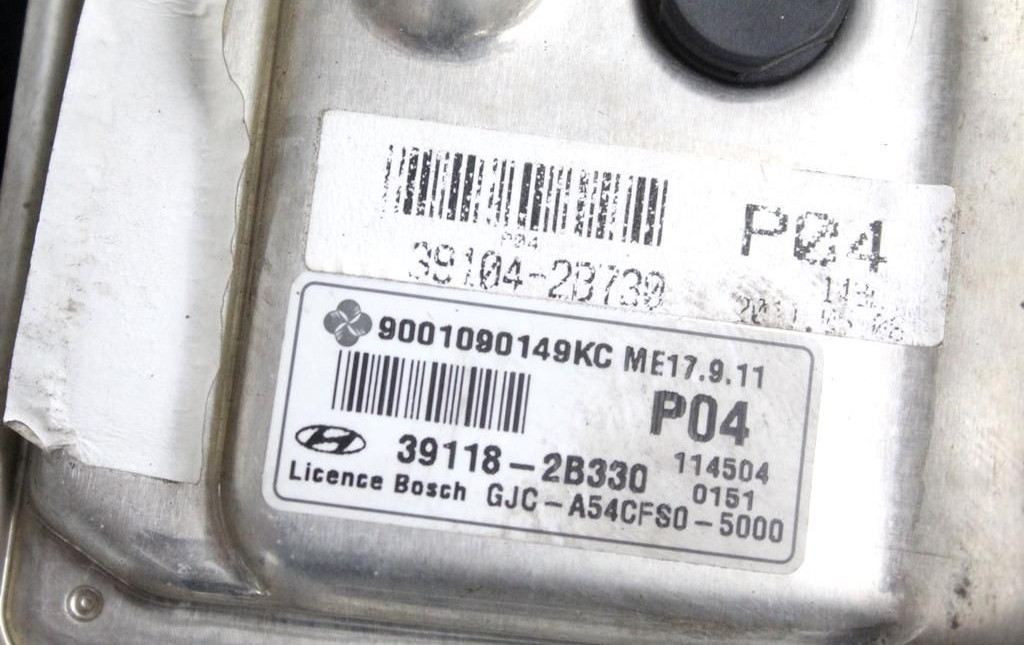 P04
39104-2B730
P04
9001090149KC ME17.9.11
P04
39118-2B330
114504
0151
Licence Bosch GJC-A54CFS0-5000